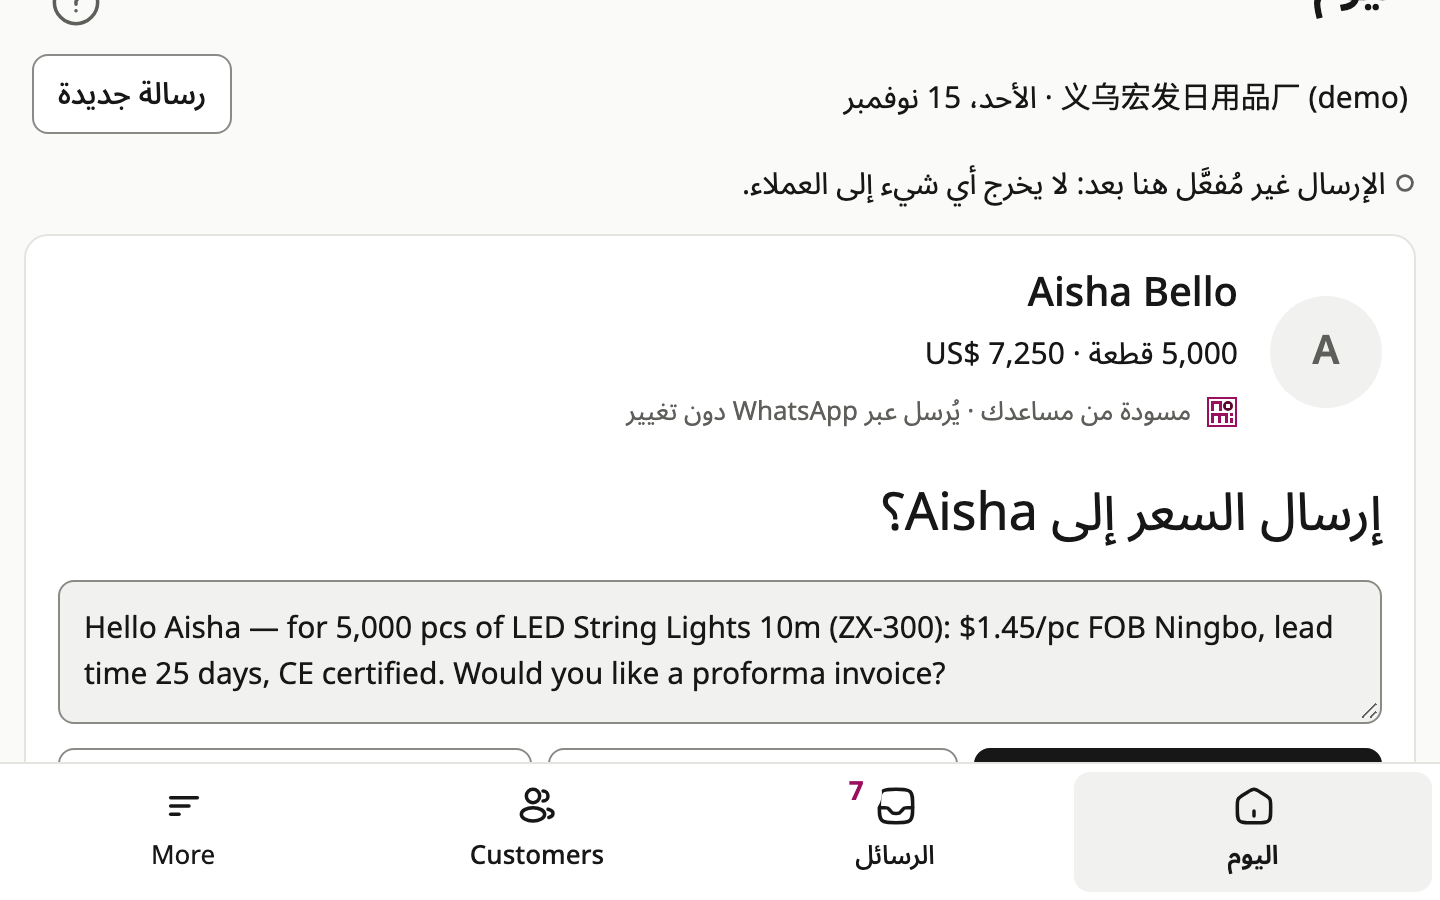 رسالة جديدة
义乌宏发日用品厂 (demo) · الأحد، 15 نوفمبر
الإرسال غير مُفعَّل هنا بعد: لا يخرج أي شيء إلى العملاء.
A
Aisha Bello
5,000 قطعة · US$ 7,250
مسودة من مساعدك · يُرسل عبر WhatsApp دون تغيير
إرسال السعر إلى Aisha؟
Hello Aisha — for 5,000 pcs of LED String Lights 10m (ZX-300): $1.45/pc FOB Ningbo, lead
time 25 days, CE certified. Would you like a proforma invoice?
اليوم
7
الرسائل
Customers
More